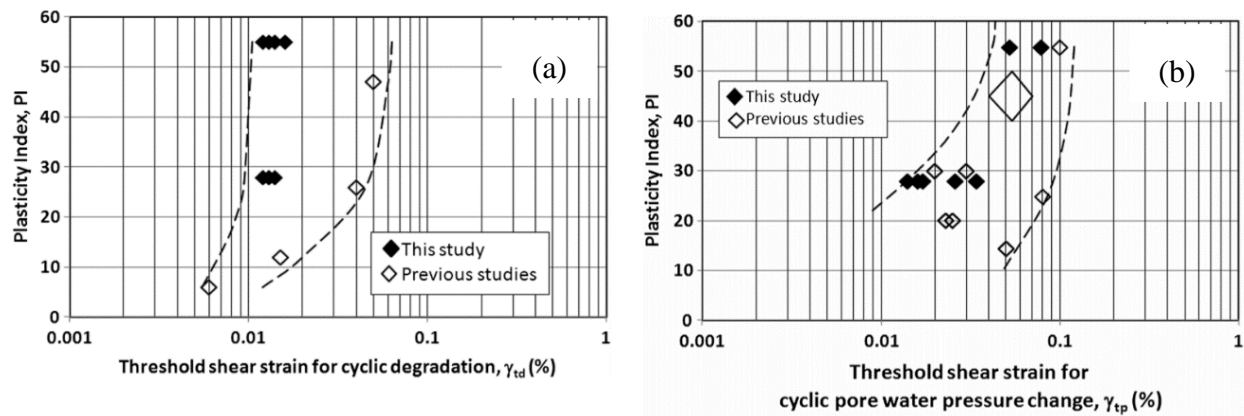 60
50
40
30
20
10
0
Plasticity Index, PI
(a)
This study
Previous studies
0.001 0.01 0.1 1
Threshold shear strain for cyclic degradation, γtd (%)
60
50
40
30
20
10
0
Plasticity Index, PI
(b)
This study
Previous studies
0.001 0.01 0.1 1
Threshold shear strain for
cyclic pore water pressure change, γtp (%)